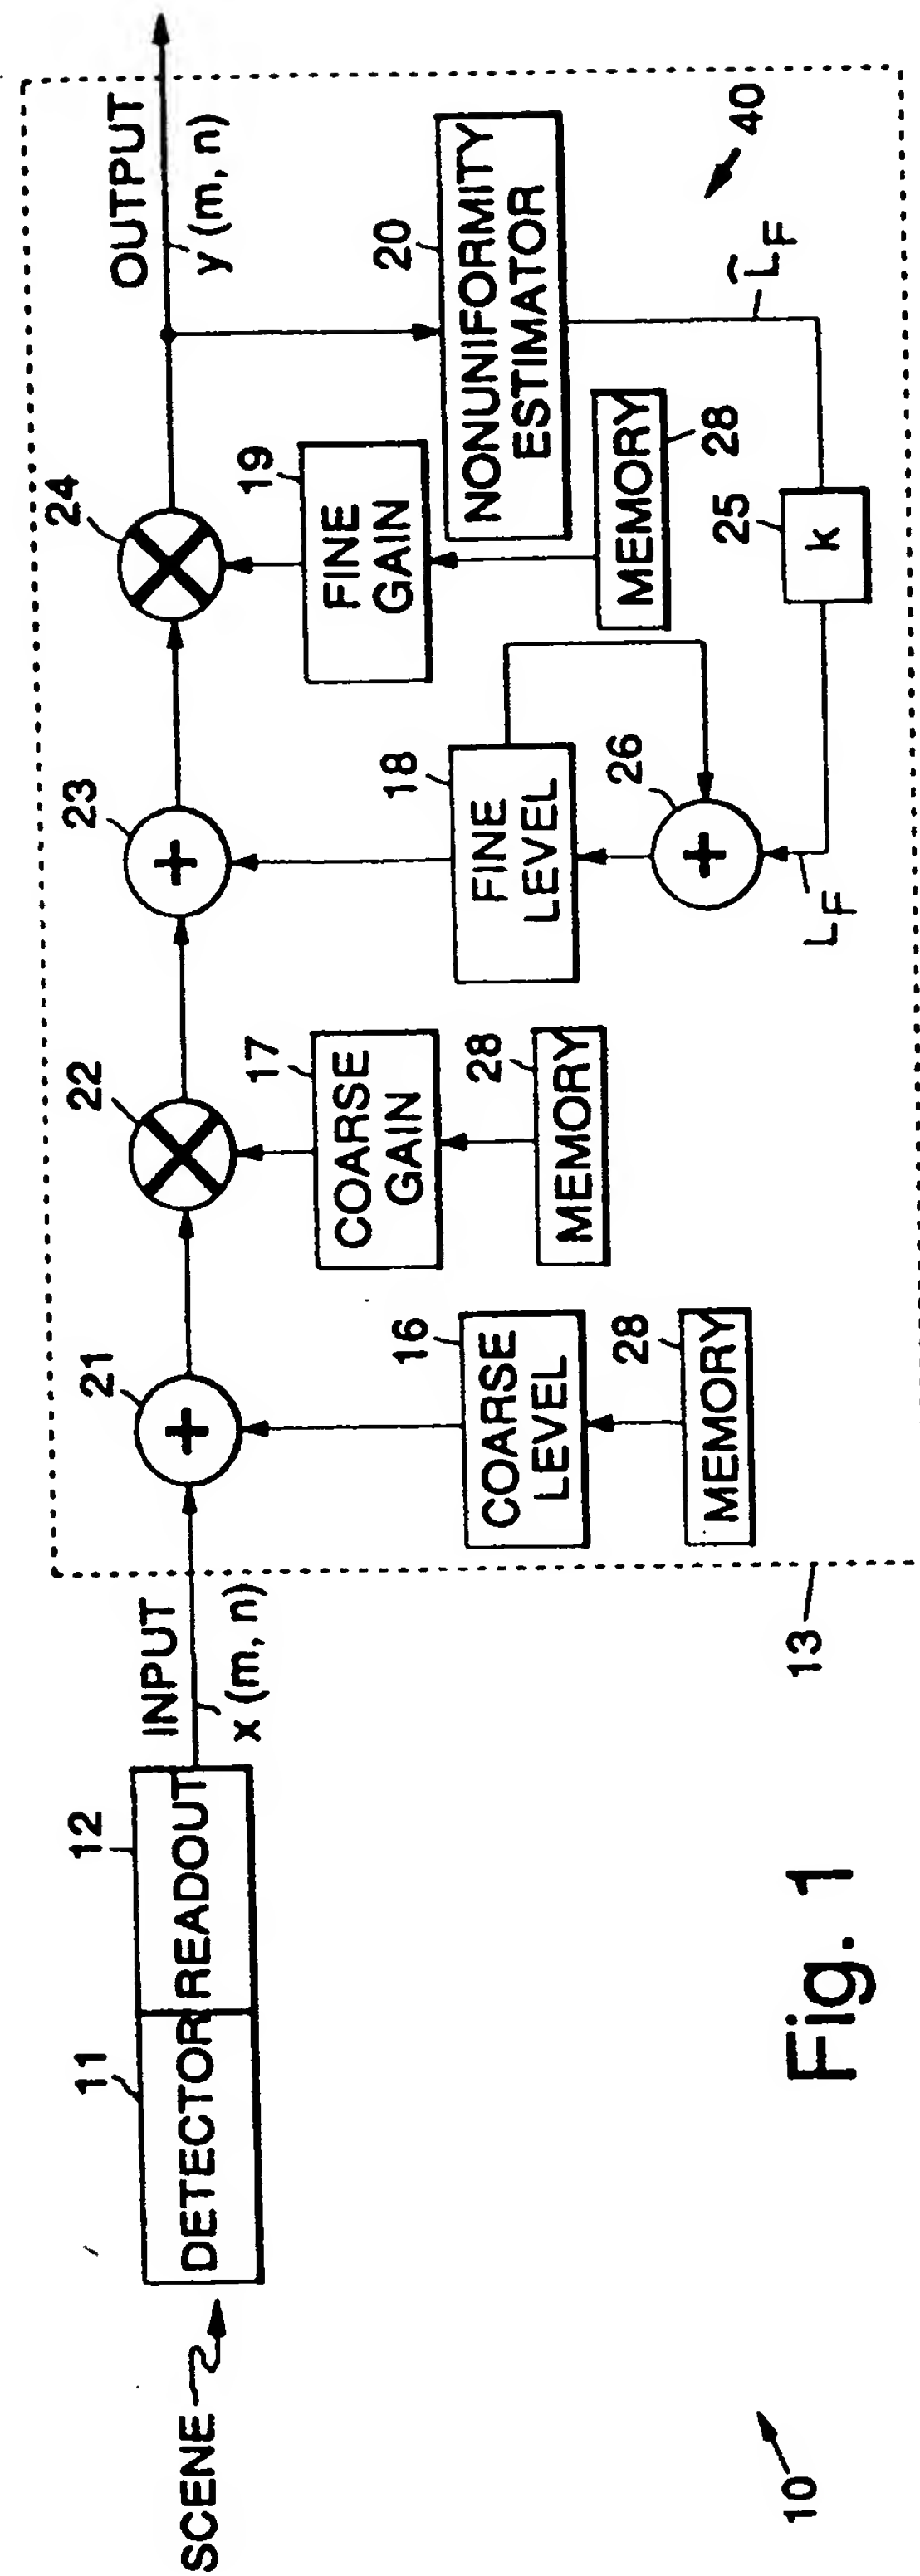 SCENE
10
11
DETECTOR
12
READOUT
INPUT
x (m, n)
13
21
+
16
COARSE
LEVEL
28
MEMORY
22
17
COARSE
GAIN
28
MEMORY
23
+
18
FINE
LEVEL
26
+
L_F
24
19
FINE
GAIN
MEMORY
28
25
k
OUTPUT
y (m, n)
20
NONUNIFORMITY
ESTIMATOR
L̃_F
40
Fig. 1